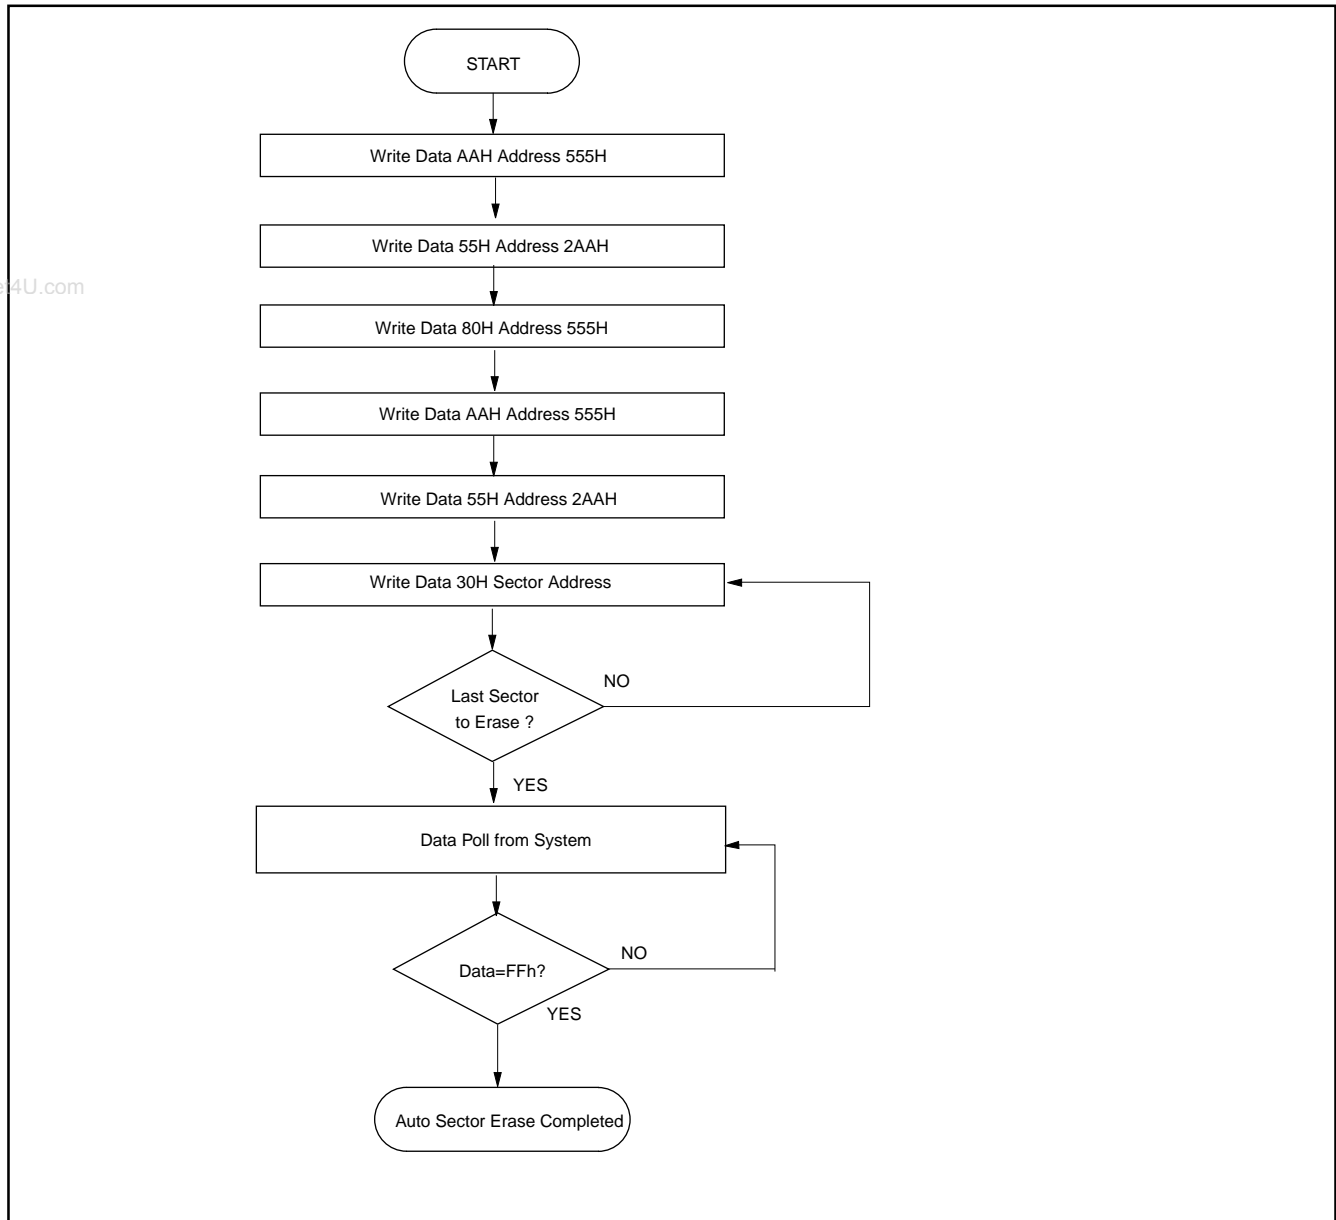 START
Write Data AAH Address 555H
Write Data 55H Address 2AAH
4U.com
Write Data 80H Address 555H
Write Data AAH Address 555H
Write Data 55H Address 2AAH
Write Data 30H Sector Address
NO
Last Sector
to Erase ?
YES
Data Poll from System
NO
Data=FFh?
YES
Auto Sector Erase Completed